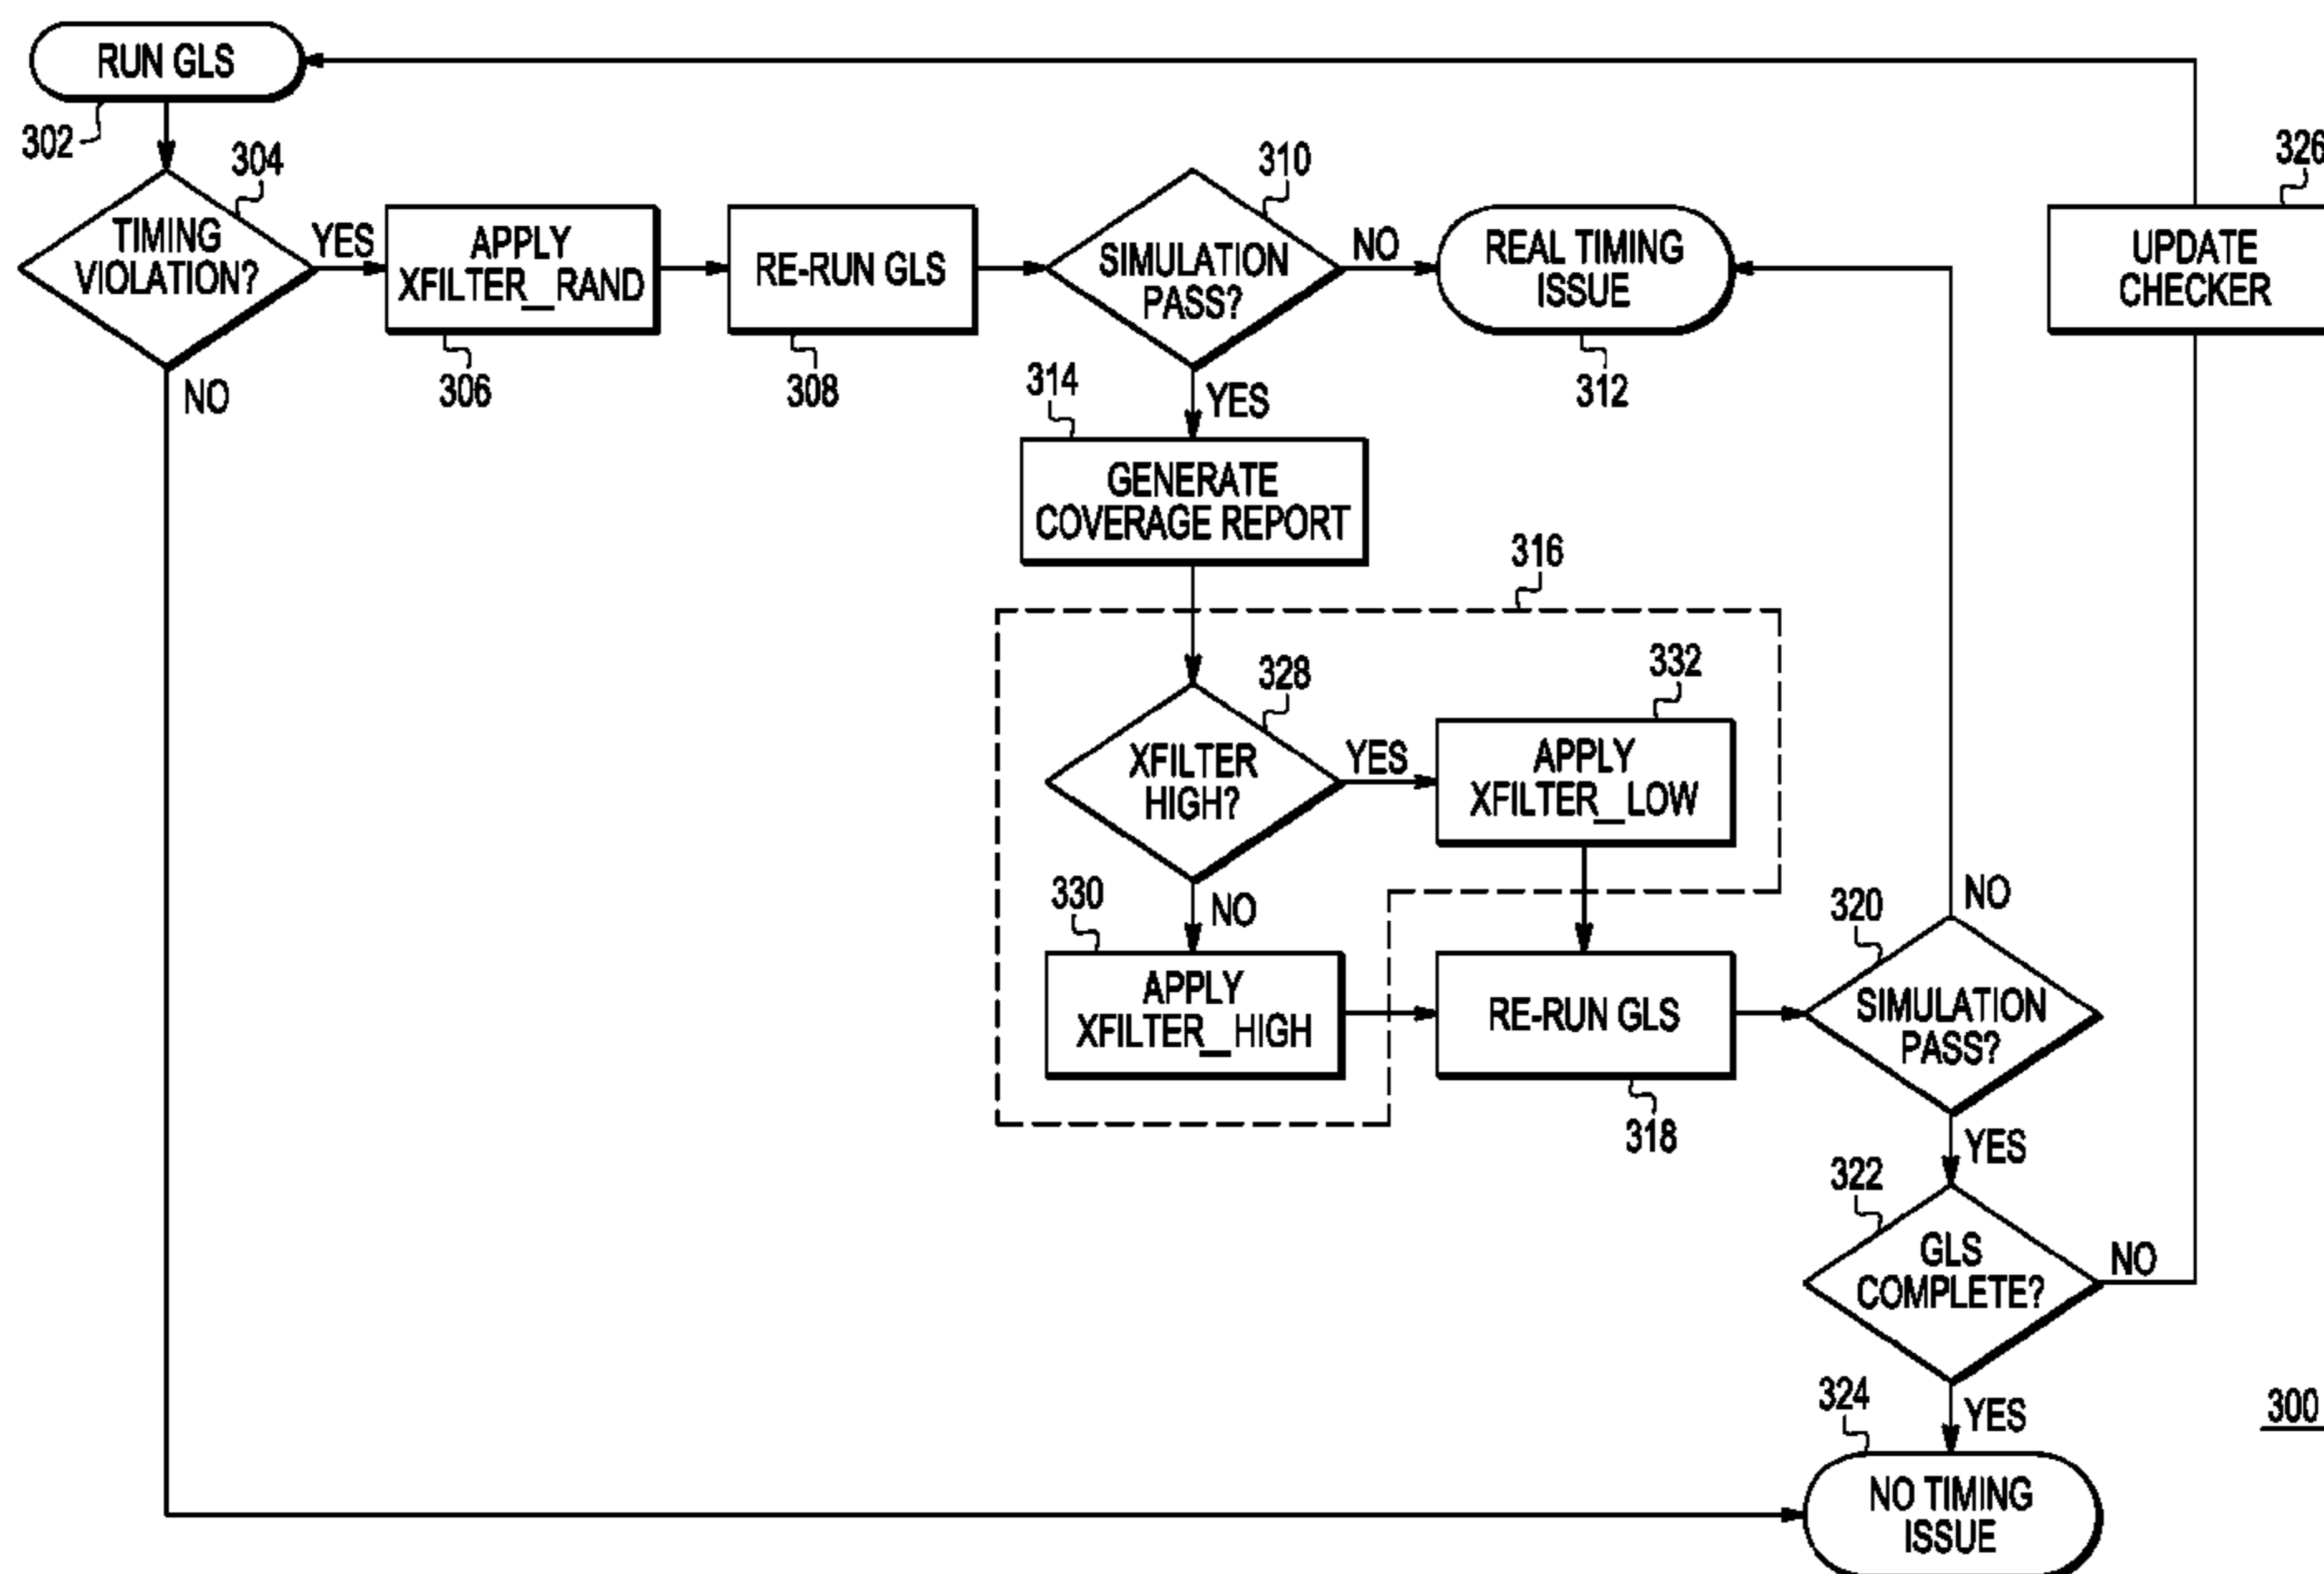 RUN GLS
302
304
TIMING
VIOLATION?
YES
NO
APPLY
XFILTER_RAND
306
RE-RUN GLS
308
310
SIMULATION
PASS?
NO
YES
REAL TIMING
ISSUE
312
326
UPDATE
CHECKER
314
GENERATE
COVERAGE REPORT
316
328
XFILTER
HIGH?
YES
NO
332
APPLY
XFILTER_LOW
330
APPLY
XFILTER_HIGH
RE-RUN GLS
318
320
SIMULATION
PASS?
NO
YES
322
GLS
COMPLETE?
NO
YES
324
NO TIMING
ISSUE
300